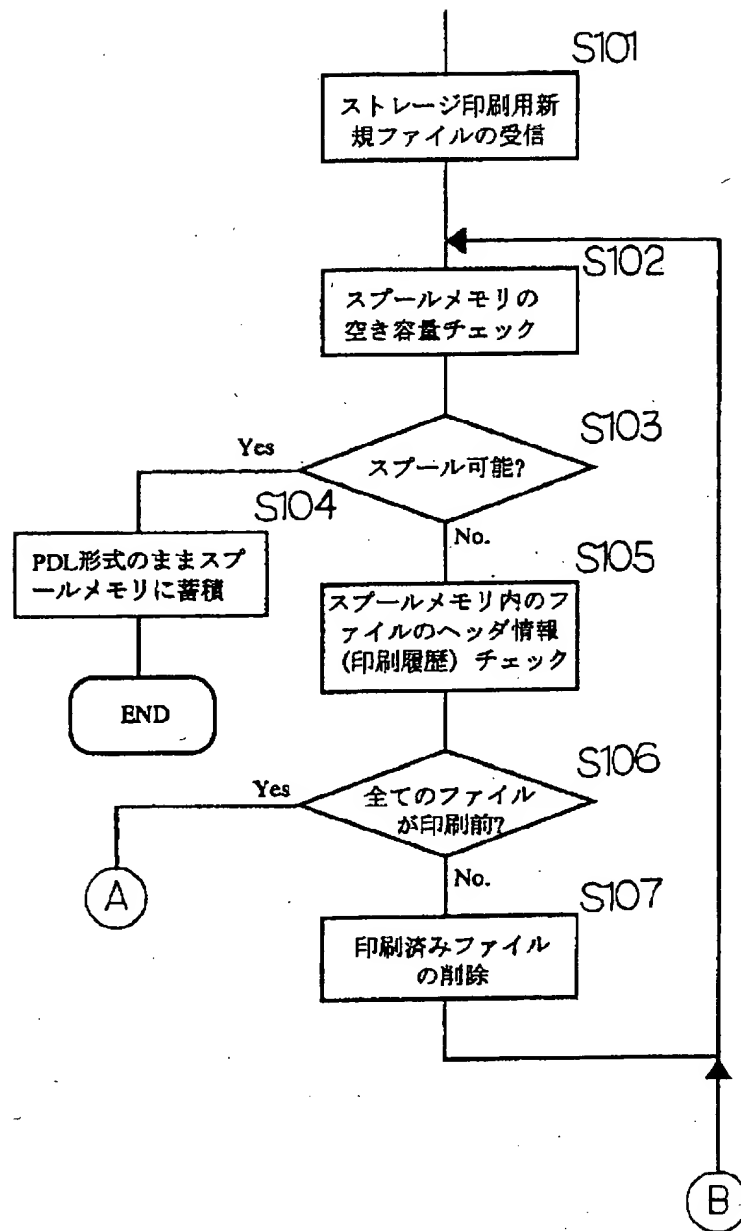 S101
ストレージ印刷用新
規ファイルの受信
S102
スプールメモリの
空き容量チェック
S103
スプール可能?
Yes
No.
S104
PDL形式のままスプ
ールメモリに蓄積
END
S105
スプールメモリ内のフ
ァイルのヘッダ情報
(印刷履歴) チェック
S106
全てのファイル
が印刷前?
Yes
No.
A
S107
印刷済みファイル
の削除
B